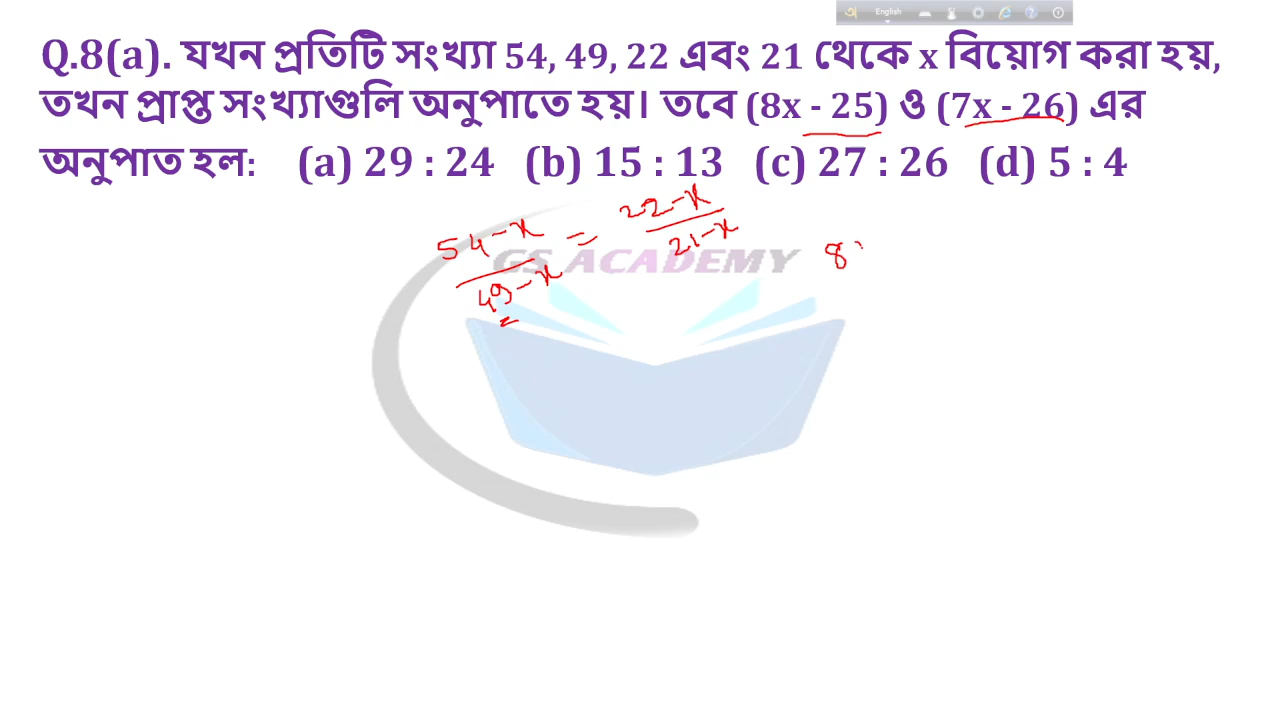 English
Q.8(a). যখন প্রতিটি সংখ্যা 54, 49, 22 এবং 21 থেকে x বিয়োগ করা হয়,
তখন প্রাপ্ত সংখ্যাগুলি অনুপাতে হয়। তবে (8x - 25) ও (7x - 26) এর
অনুপাত হল: (a) 29 : 24 (b) 15 : 13 (c) 27 : 26 (d) 5 : 4
54-x = 22-x
49-x 21-x
8
GS ACADEMY